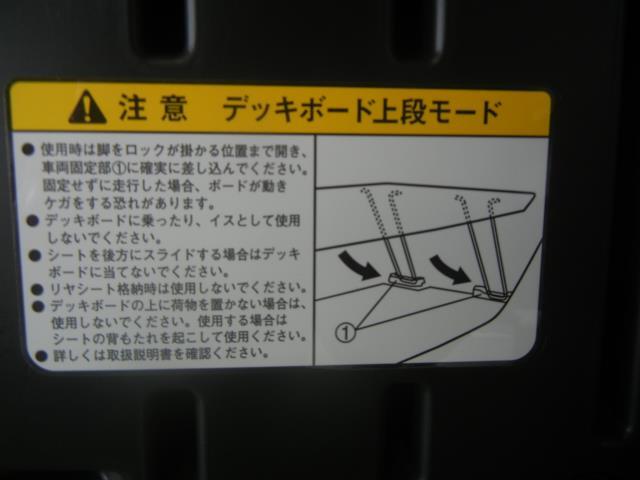 注意 デッキボード上段モード
● 使用時は脚をロックが掛かる位置まで開き、
車両固定部①に確実に差し込んでください。
固定せずに走行した場合、ボードが動き
ケガをする恐れがあります。
● デッキボードに乗ったり、イスとして使用
しないでください。
● シートを後方にスライドする場合はデッキ
ボードに当てないでください。
● リヤシート格納時は使用しないでください。
● デッキボードの上に荷物を置かない場合は、
使用しないでください。使用する場合は
シートの背もたれを起こして使用ください。
● 詳しくは取扱説明書を確認ください。
①